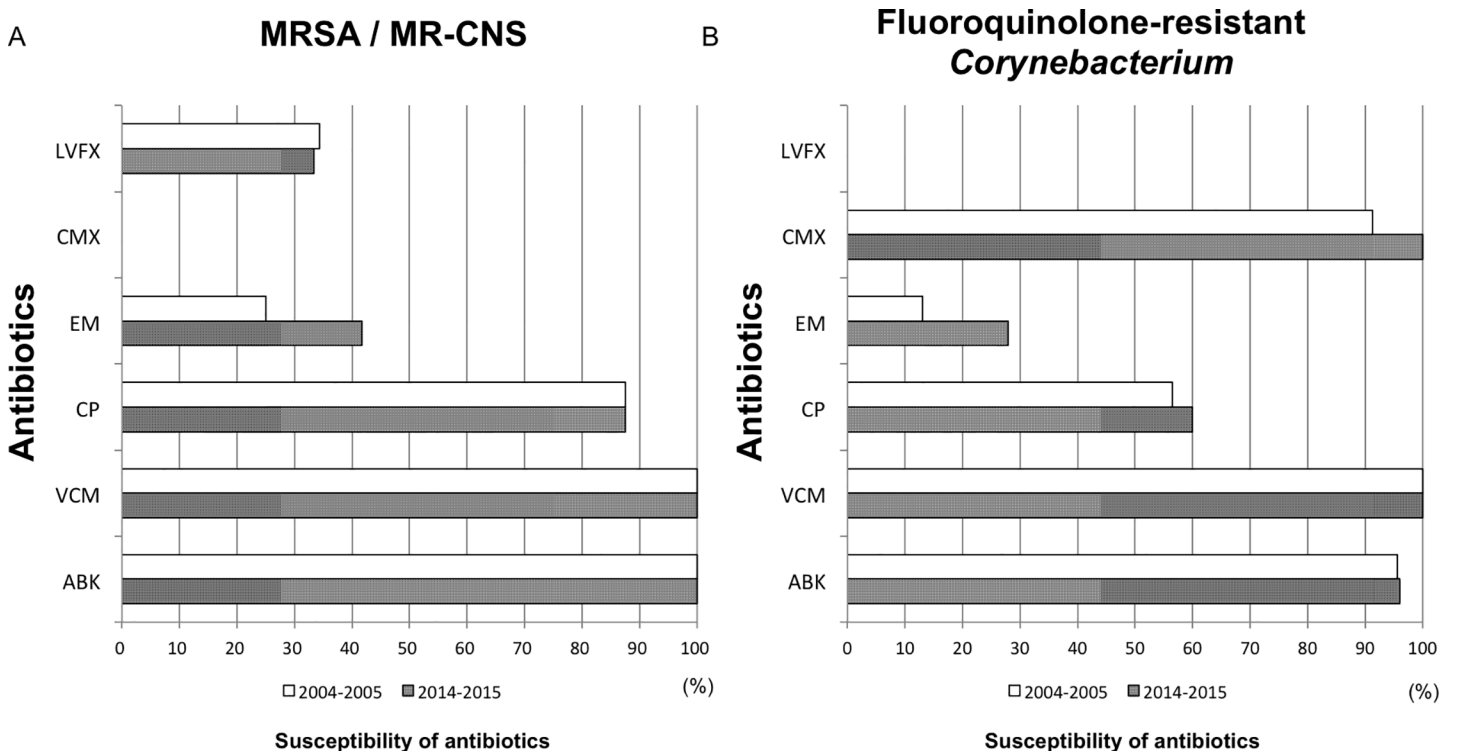 A
MRSA / MR-CNS
Antibiotics
LVFX
CMX
EM
CP
VCM
ABK
0 10 20 30 40 50 60 70 80 90 100
(%)
2004-2005 2014-2015
Susceptibility of antibiotics
B
Fluoroquinolone-resistant
Corynebacterium
Antibiotics
LVFX
CMX
EM
CP
VCM
ABK
0 10 20 30 40 50 60 70 80 90 100
(%)
2004-2005 2014-2015
Susceptibility of antibiotics